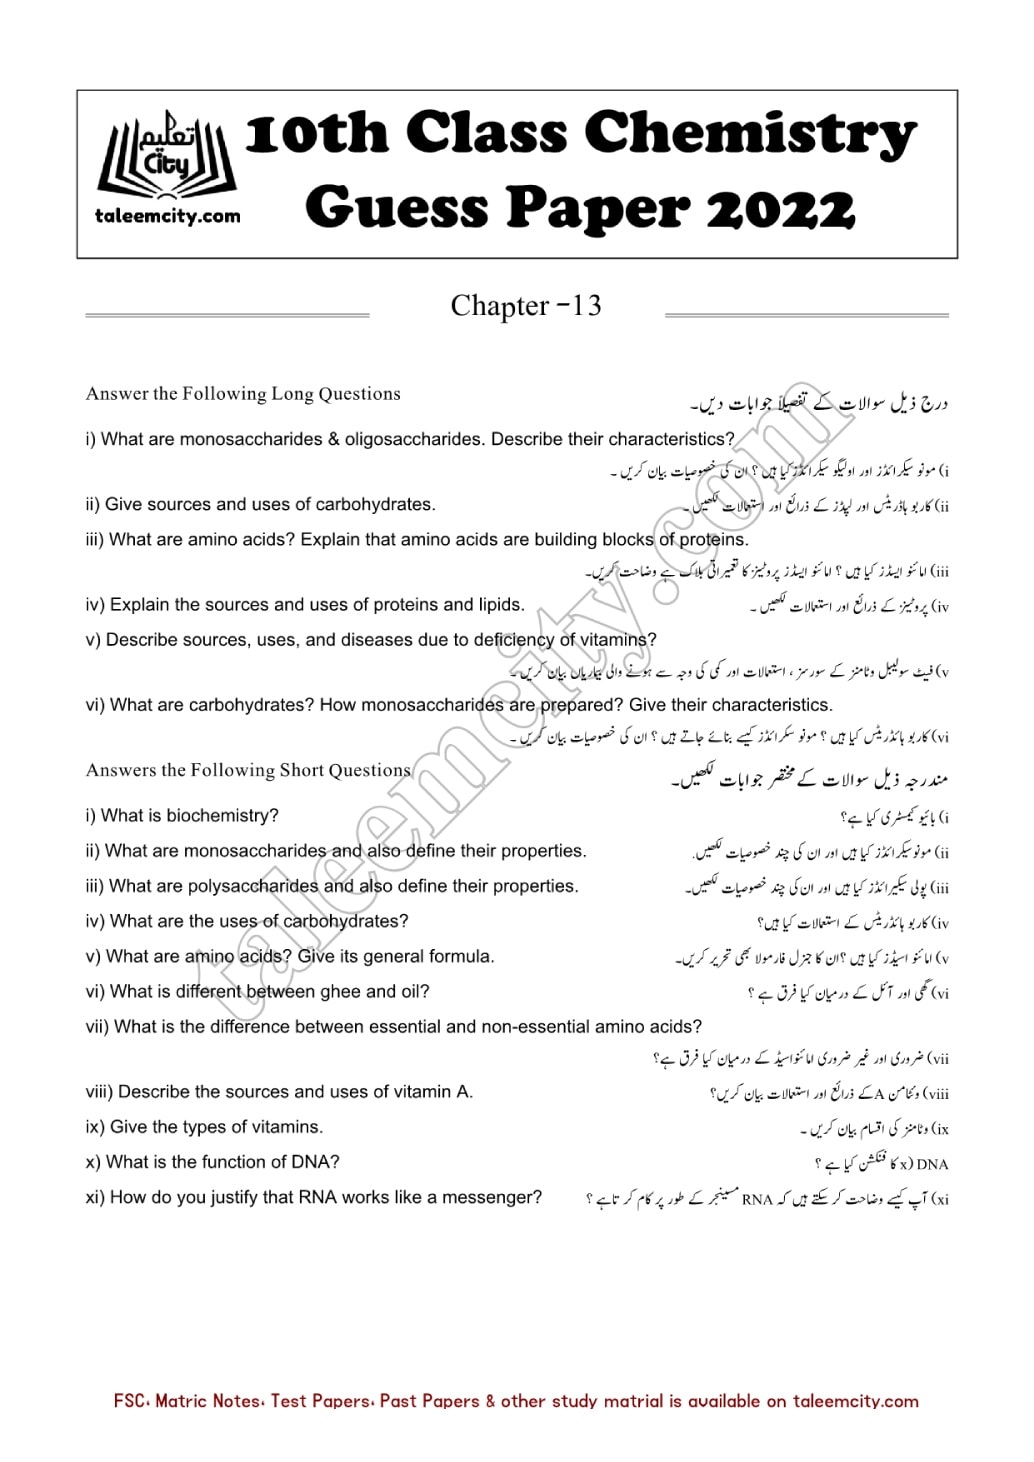 تعلیم
City
taleemcity.com
10th Class Chemistry
Guess Paper 2022
Chapter -13
Answer the Following Long Questions درج ذیل سوالات کے تفصیلاً جوابات دیں۔
i) What are monosaccharides & oligosaccharides. Describe their characteristics?
i) مونو سیکرائڈز اور اولیگو سیکرائڈز کیا ہیں ؟ ان کی خصوصیات بیان کریں ۔
ii) Give sources and uses of carbohydrates. ii) کاربو ہاڈریٹس اور لپڈز کے ذرائع اور استعمالات لکھیں ۔
iii) What are amino acids? Explain that amino acids are building blocks of proteins.
iii) امائنو ایسڈز کیا ہیں ؟ امائنو ایسڈز پروٹینز کا تعمیراتی بلاک ہے وضاحت کریں۔
iv) Explain the sources and uses of proteins and lipids. iv) پروٹینز کے ذرائع اور استعمالات لکھیں ۔
v) Describe sources, uses, and diseases due to deficiency of vitamins?
v) فیٹ سولیبل وٹامنز کے سورسز ، استعمالات اور کمی کی وجہ سے ہونے والی بیاریاں بیان کریں ۔
vi) What are carbohydrates? How monosaccharides are prepared? Give their characteristics.
vi) کاربو ہائڈریٹس کیا ہیں ؟ مونو سکرائڈز کیسے بنائے جاتے ہیں ؟ ان کی خصوصیات بیان کریں ۔
Answers the Following Short Questions مندرجہ ذیل سوالات کے مختصر جوابات لکھیں۔
i) What is biochemistry? i) بائیو کیمسٹری کیا ہے؟
ii) What are monosaccharides and also define their properties. ii) مونوسیکرائڈز کیا ہیں اور ان کی چند خصوصیات لکھیں.
iii) What are polysaccharides and also define their properties. iii) پولی سیکیرائڈز کیا ہیں اور ان کی چند خصوصیات لکھیں۔
iv) What are the uses of carbohydrates? iv) کاربو ہائڈریٹس کے استعمالات کیا ہیں؟
v) What are amino acids? Give its general formula. v) امائنو اسیڈز کیا ہیں ؟ان کا جنرل فارمولا بھی تحریر کریں۔
vi) What is different between ghee and oil? vi) گھی اور آئل کے درمیان کیا فرق ہے ؟
vii) What is the difference between essential and non-essential amino acids?
vii) ضروری اور غیر ضروری امائنواسیڈ کے درمیان کیا فرق ہے؟
viii) Describe the sources and uses of vitamin A. viii) وٹامن A کے ذرائع اور استعمالات بیان کریں؟
ix) Give the types of vitamins. ix) وٹامنز کی اقسام بیان کریں ۔
x) What is the function of DNA? x) DNA کا فنکشن کیا ہے ؟
xi) How do you justify that RNA works like a messenger? xi) آپ کیسے وضاحت کر سکتے ہیں کہ RNA مسینجر کے طور پر کام کر تاہے ؟
taleemcity.com
FSC، Matric Notes، Test Papers، Past Papers & other study matrial is available on taleemcity.com